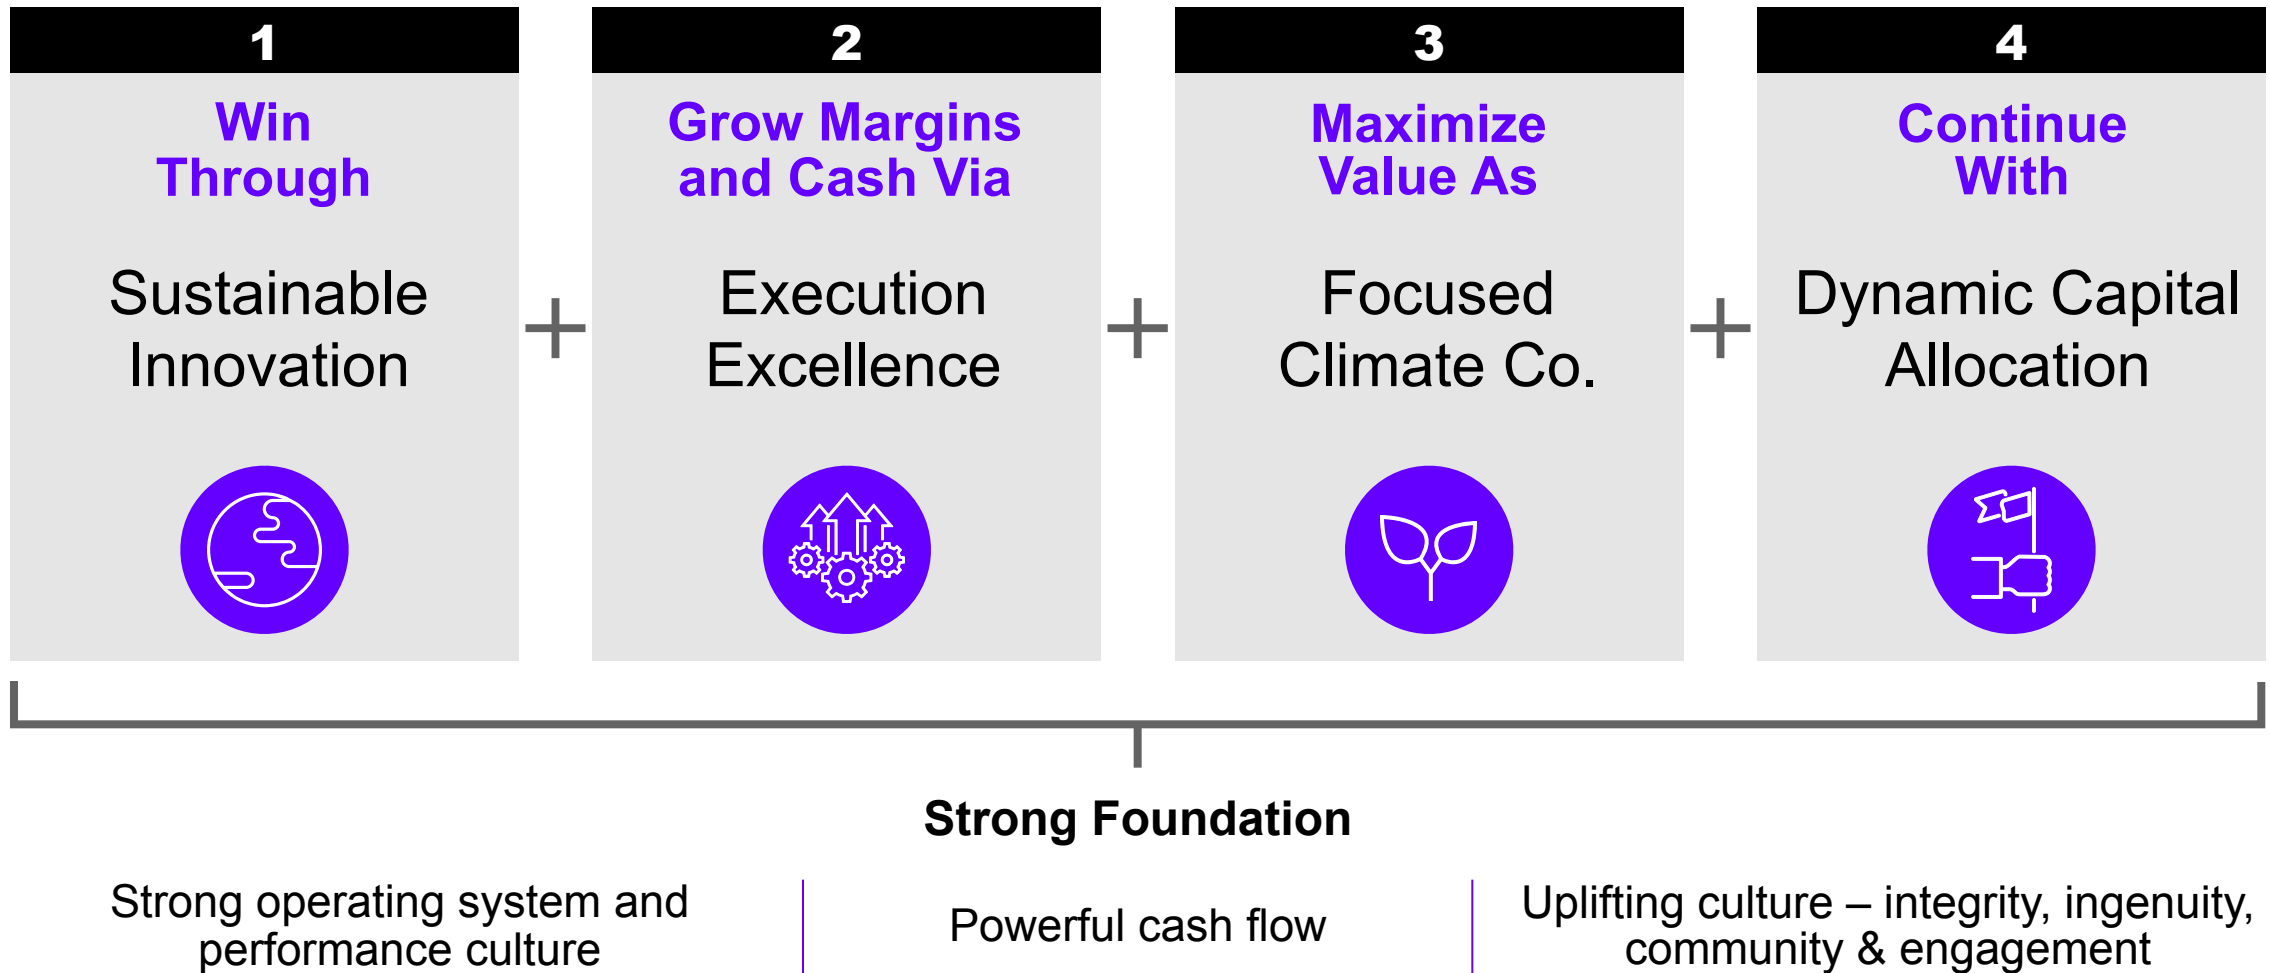 1
Win
Through
Sustainable
Innovation
2
Grow Margins
and Cash Via
Execution
Excellence
3
Maximize
Value As
Focused
Climate Co.
4
Continue
With
Dynamic Capital
Allocation
Strong Foundation
Strong operating system and
performance culture
Powerful cash flow
Uplifting culture – integrity, ingenuity,
community & engagement